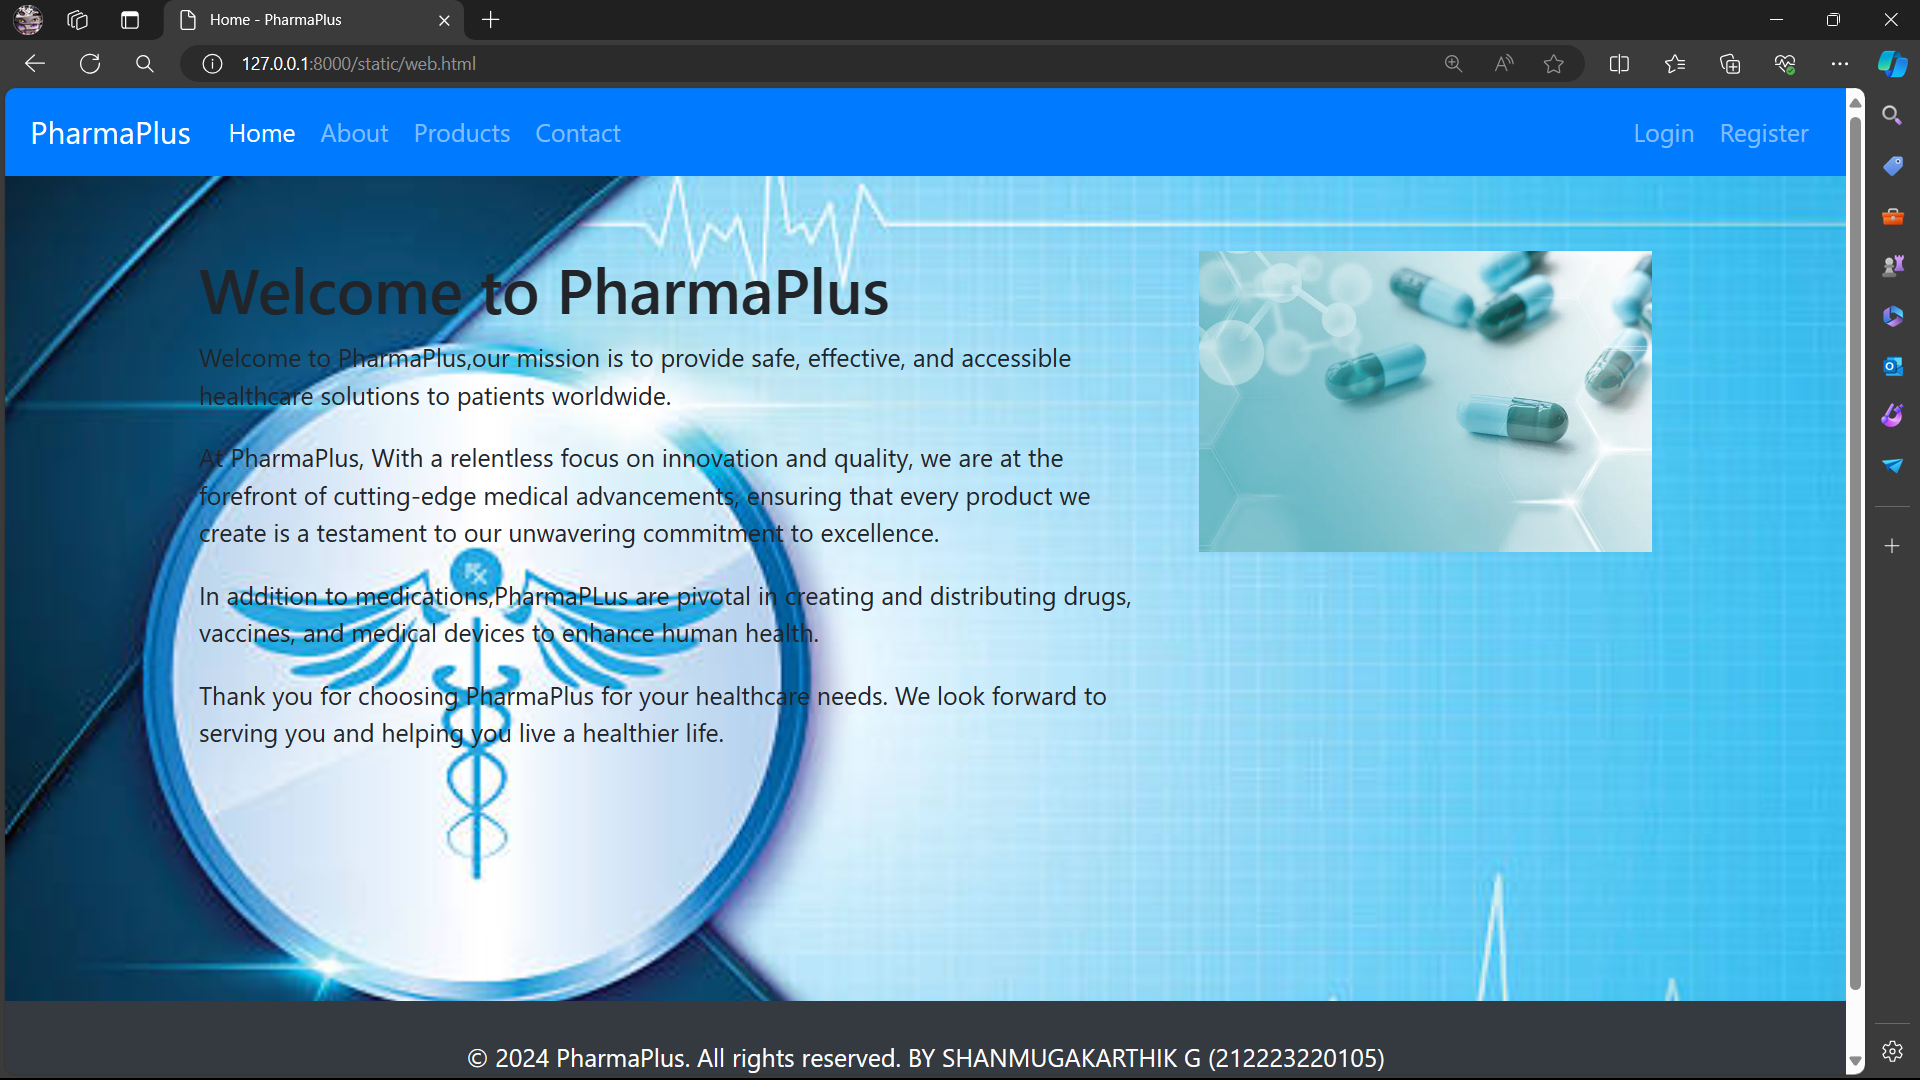 Home - PharmaPlus
127.0.0.1:8000/static/web.html
PharmaPlus Home About Products Contact Login Register
Welcome to PharmaPlus
Welcome to PharmaPlus,our mission is to provide safe, effective, and accessible
healthcare solutions to patients worldwide.
At PharmaPlus, With a relentless focus on innovation and quality, we are at the
forefront of cutting-edge medical advancements, ensuring that every product we
create is a testament to our unwavering commitment to excellence.
In addition to medications,PharmaPLus are pivotal in creating and distributing drugs,
vaccines, and medical devices to enhance human health.
Thank you for choosing PharmaPlus for your healthcare needs. We look forward to
serving you and helping you live a healthier life.
© 2024 PharmaPlus. All rights reserved. BY SHANMUGAKARTHIK G (212223220105)